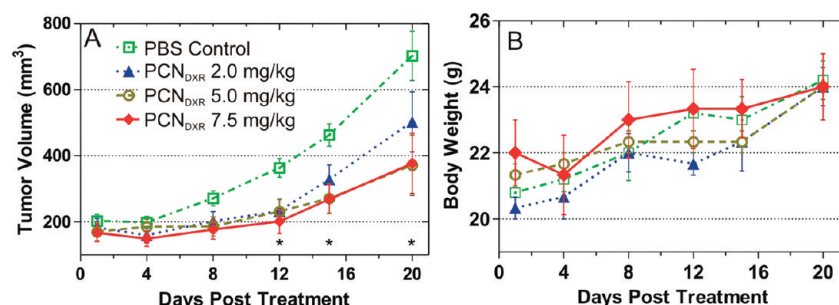 A
PBS Control
PCN_DXR 2.0 mg/kg
PCN_DXR 5.0 mg/kg
PCN_DXR 7.5 mg/kg
Tumor Volume (mm³)
800
600
400
200
0 4 8 12 16 20
* * *
Days Post Treatment
B
Body Weight (g)
26
24
22
20
0 4 8 12 16 20
Days Post Treatment